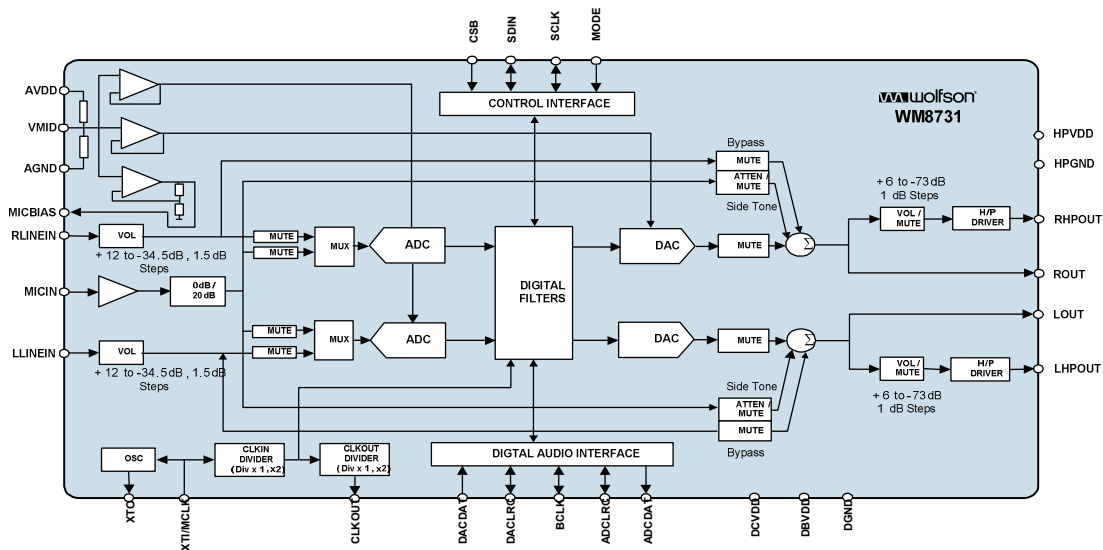 CSB
SDIN
SCLK
MODE
AVDD
VMID
AGND
MICBIAS
RLINEIN
MICIN
LLINEIN
CONTROL INTERFACE
wolfson
WM8731
HPVDD
HPGND
RHPOUT
ROUT
LOUT
LHPOUT
Bypass
MUTE
ATTEN /
MUTE
Side Tone
+ 6 to -73 dB
1 dB Steps
VOL /
MUTE
H/P
DRIVER
VOL
+ 12 to -34.5dB , 1.5dB
Steps
MUTE
MUTE
MUX
ADC
DIGITAL
FILTERS
DAC
MUTE
Σ
0dB /
20dB
MUTE
MUTE
MUX
ADC
DAC
MUTE
Σ
VOL
+ 12 to -34.5dB , 1.5dB
Steps
VOL /
MUTE
H/P
DRIVER
+ 6 to -73 dB
1 dB Steps
Side Tone
ATTEN /
MUTE
MUTE
Bypass
OSC
CLKIN
DIVIDER
(Div x 1, x2)
CLKOUT
DIVIDER
(Div x 1, x2)
DIGTAL AUDIO INTERFACE
XTO
XTI/MCLK
CLKOUT
DACDAT
DACLRC
BCLK
ADCLRC
ADCDAT
DCVDD
DBVDD
DGND